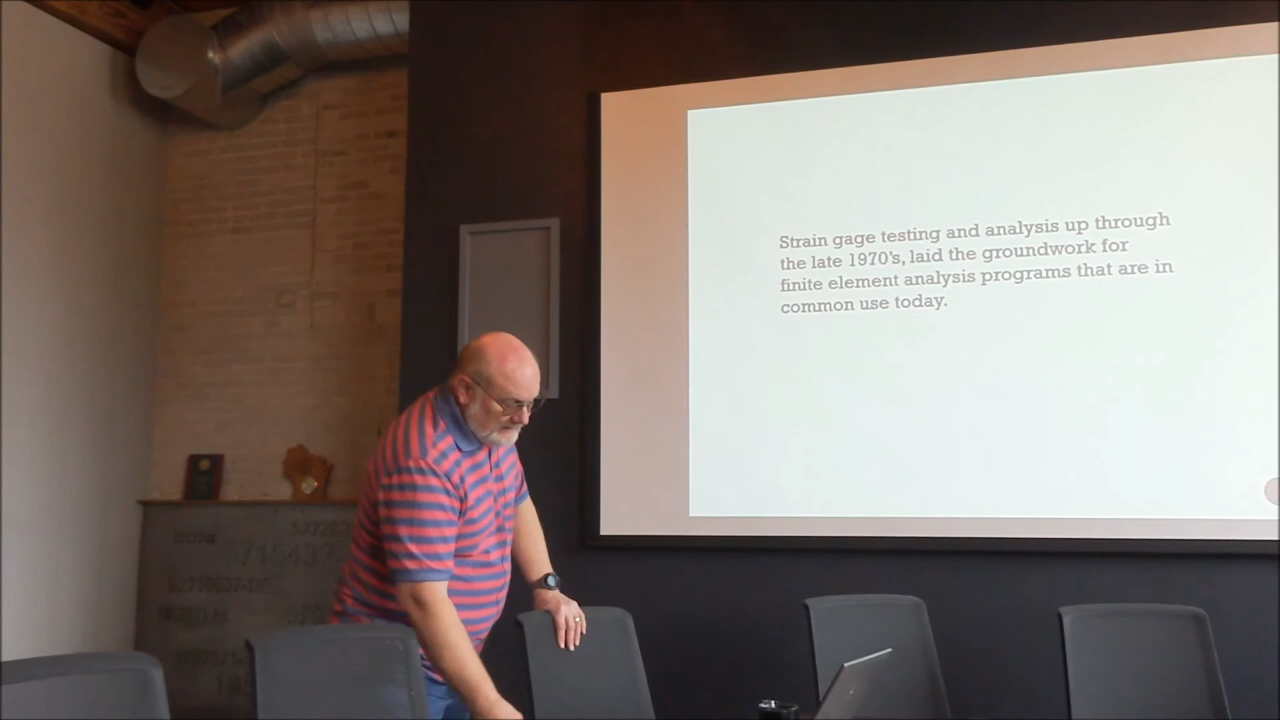 Strain gage testing and analysis up through
the late 1970's, laid the groundwork for
finite element analysis programs that are in
common use today.